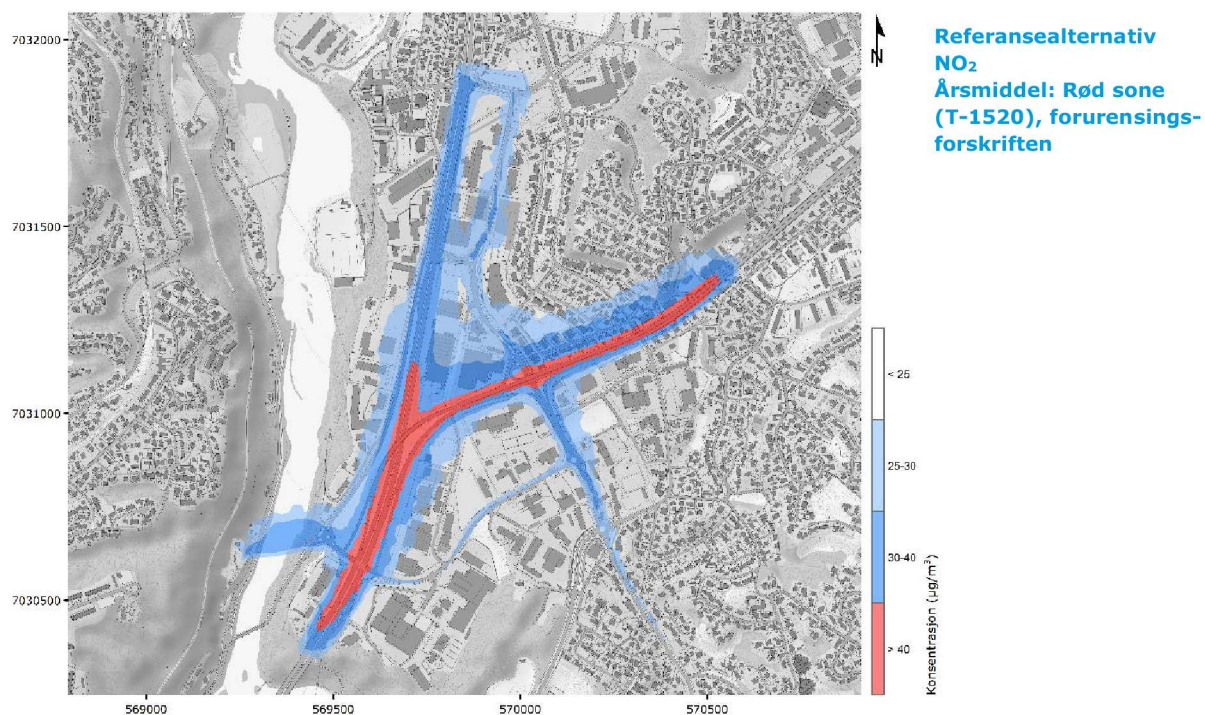 7032000
7031500
7031000
7030500
569000
569500
570000
570500
N
Referansealternativ
NO₂
Årsmiddel: Rød sone
(T-1520), forurensings-
forskriften
< 25
25-30
30-40
> 40
Konsentrasjon (µg/m³)